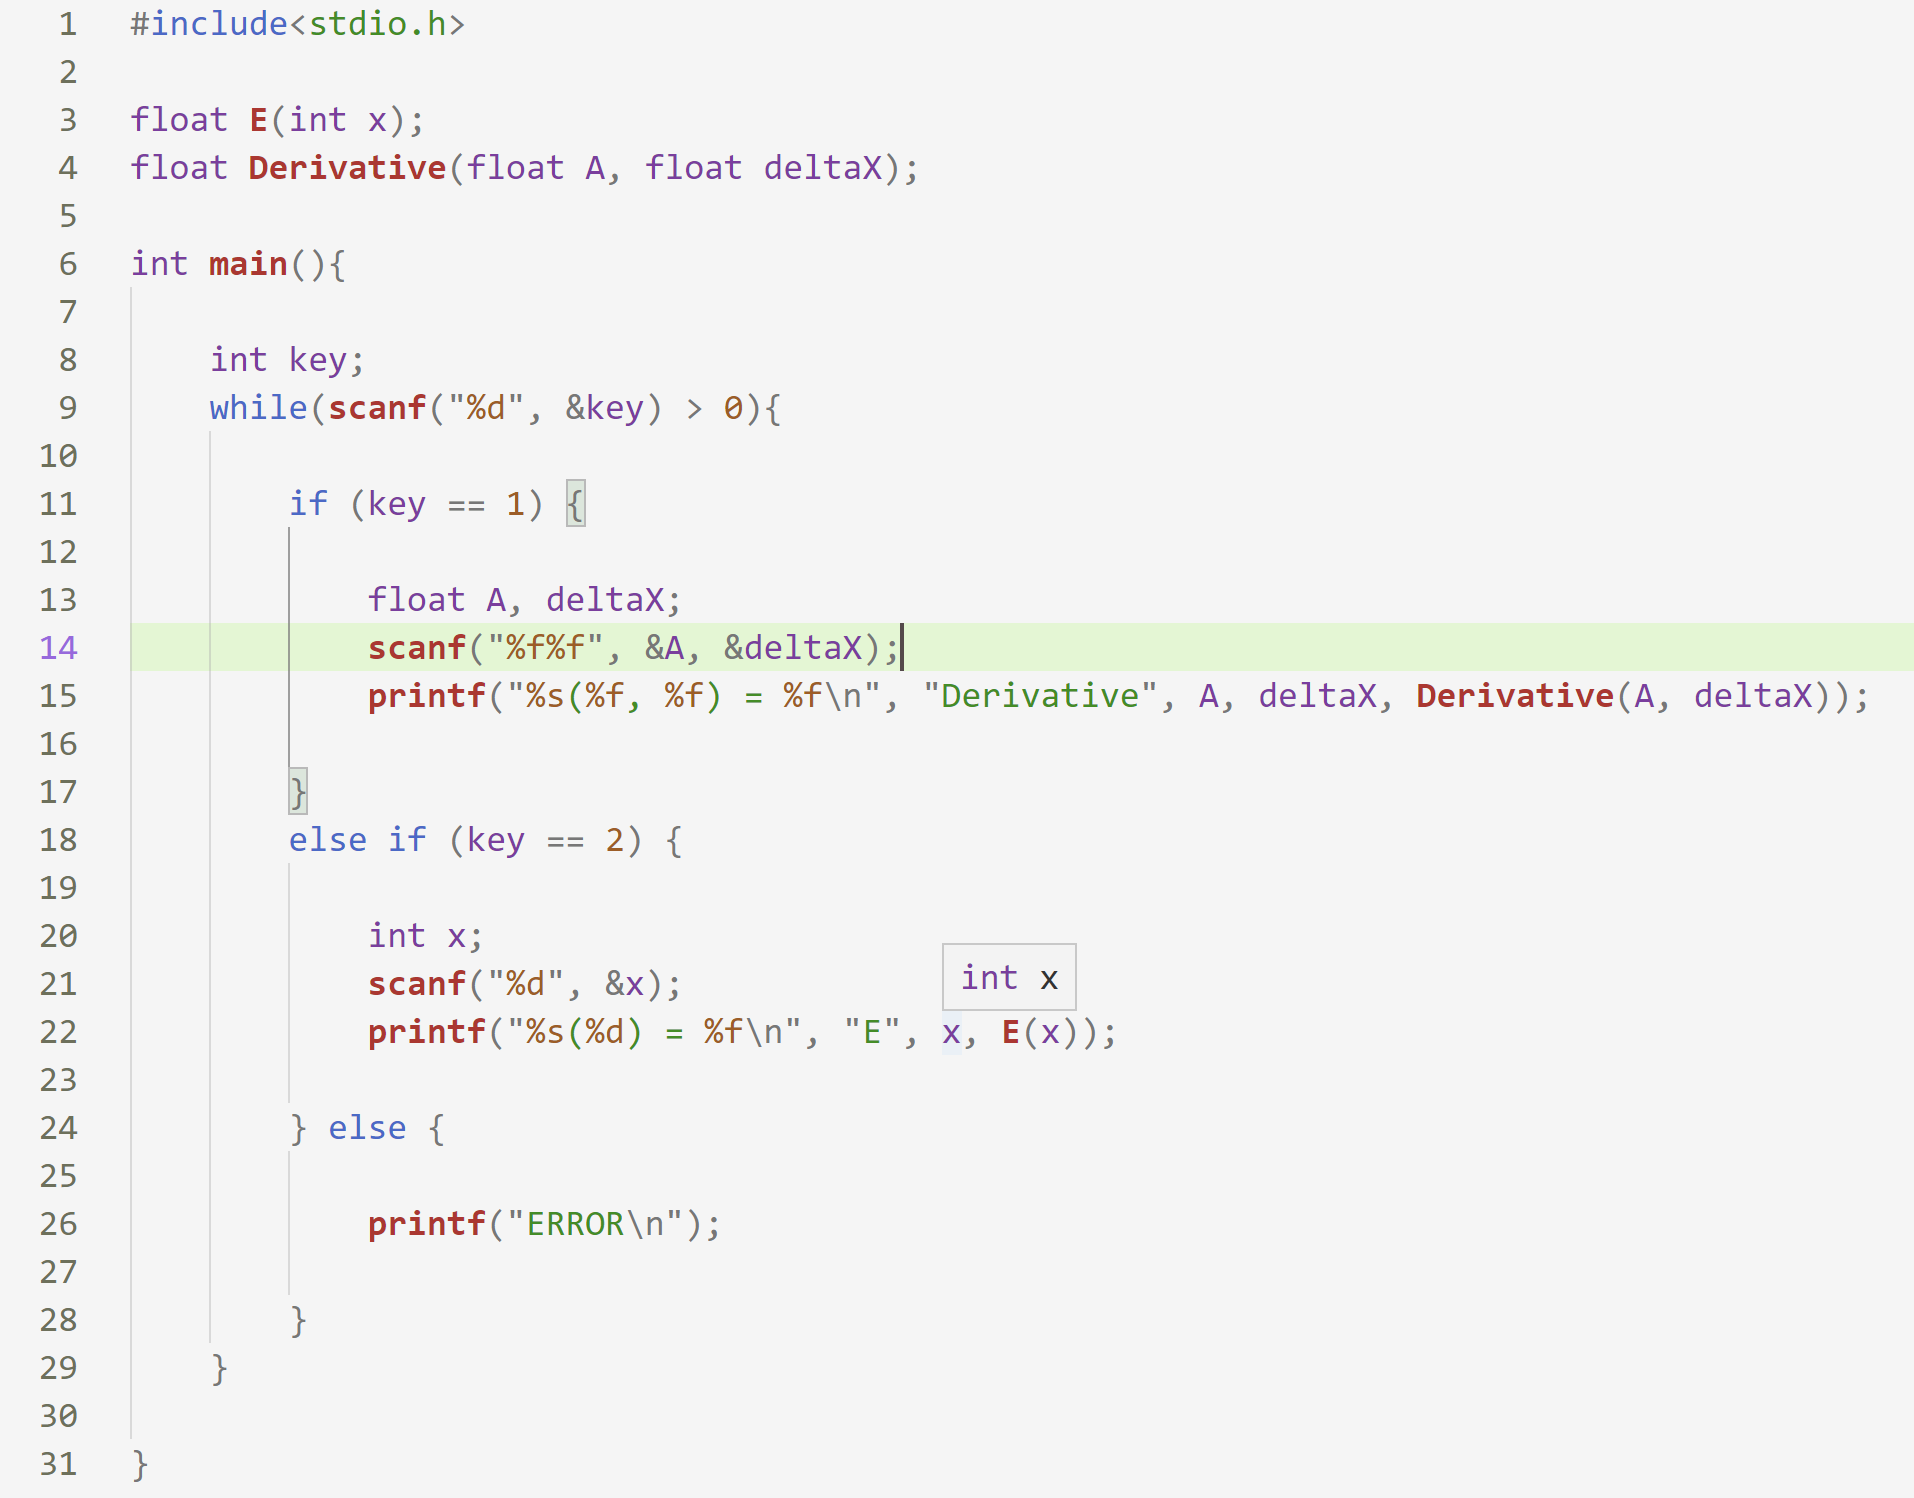 1 #include<stdio.h>
2
3 float E(int x);
4 float Derivative(float A, float deltaX);
5
6 int main(){
7
8     int key;
9     while(scanf("%d", &key) > 0){
10
11         if (key == 1) {
12
13             float A, deltaX;
14             scanf("%f%f", &A, &deltaX);
15             printf("%s(%f, %f) = %f\n", "Derivative", A, deltaX, Derivative(A, deltaX));
16
17         }
18         else if (key == 2) {
19
20             int x;
int x
21             scanf("%d", &x);
22             printf("%s(%d) = %f\n", "E", x, E(x));
23
24         } else {
25
26             printf("ERROR\n");
27
28         }
29     }
30
31 }